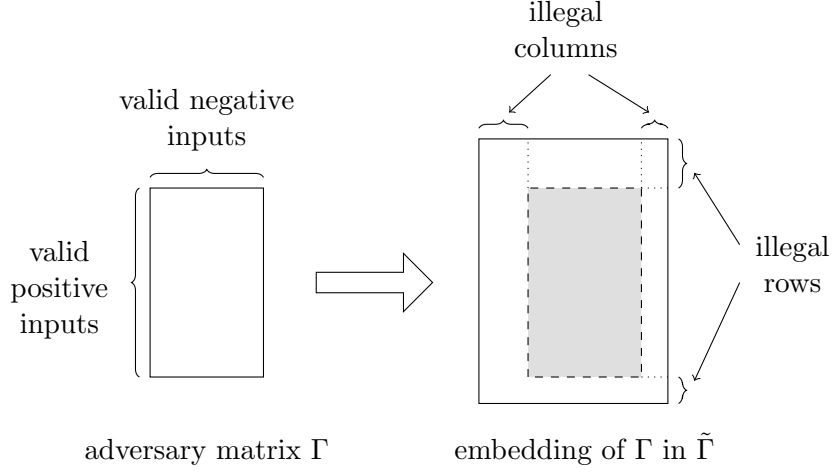 illegal
columns
valid negative
inputs
valid
positive
inputs
illegal
rows
adversary matrix Γ
embedding of Γ in Γ̃